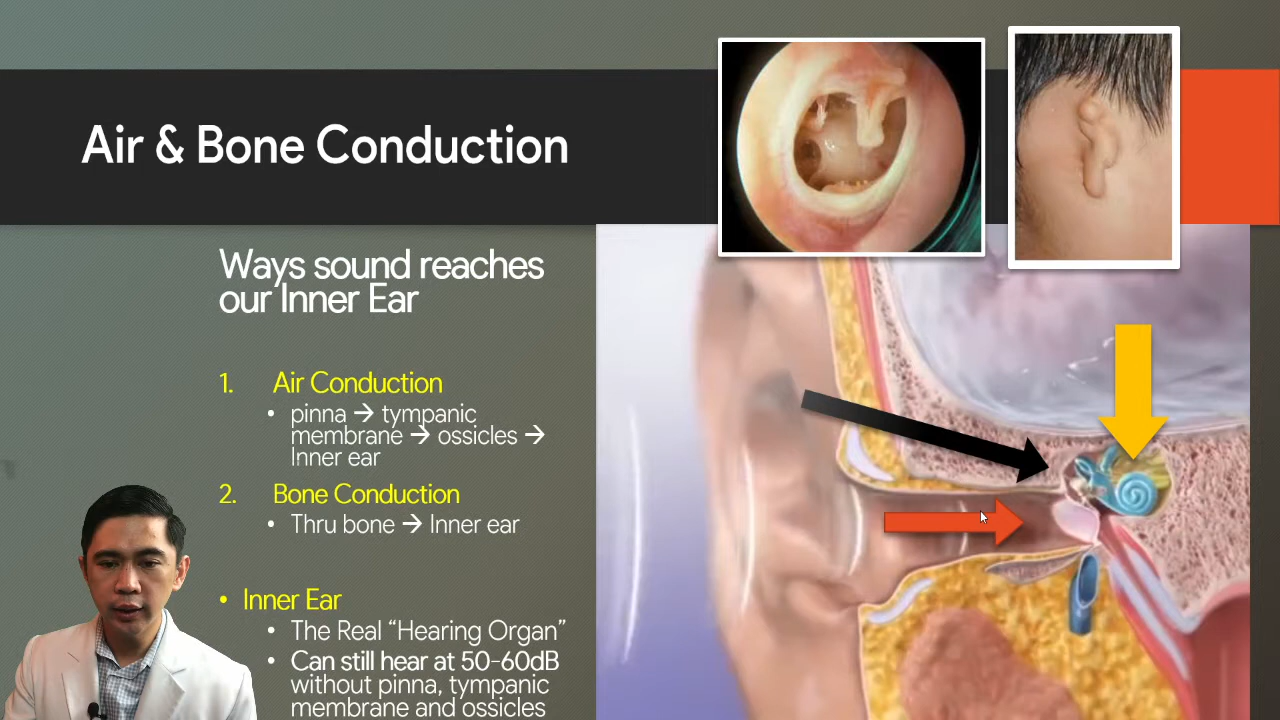 Air & Bone Conduction
Ways sound reaches
our Inner Ear
1. Air Conduction
• pinna → tympanic
membrane → ossicles →
Inner ear
2. Bone Conduction
• Thru bone → Inner ear
• Inner Ear
• The Real “Hearing Organ”
• Can still hear at 50-60dB
without pinna, tympanic
membrane and ossicles